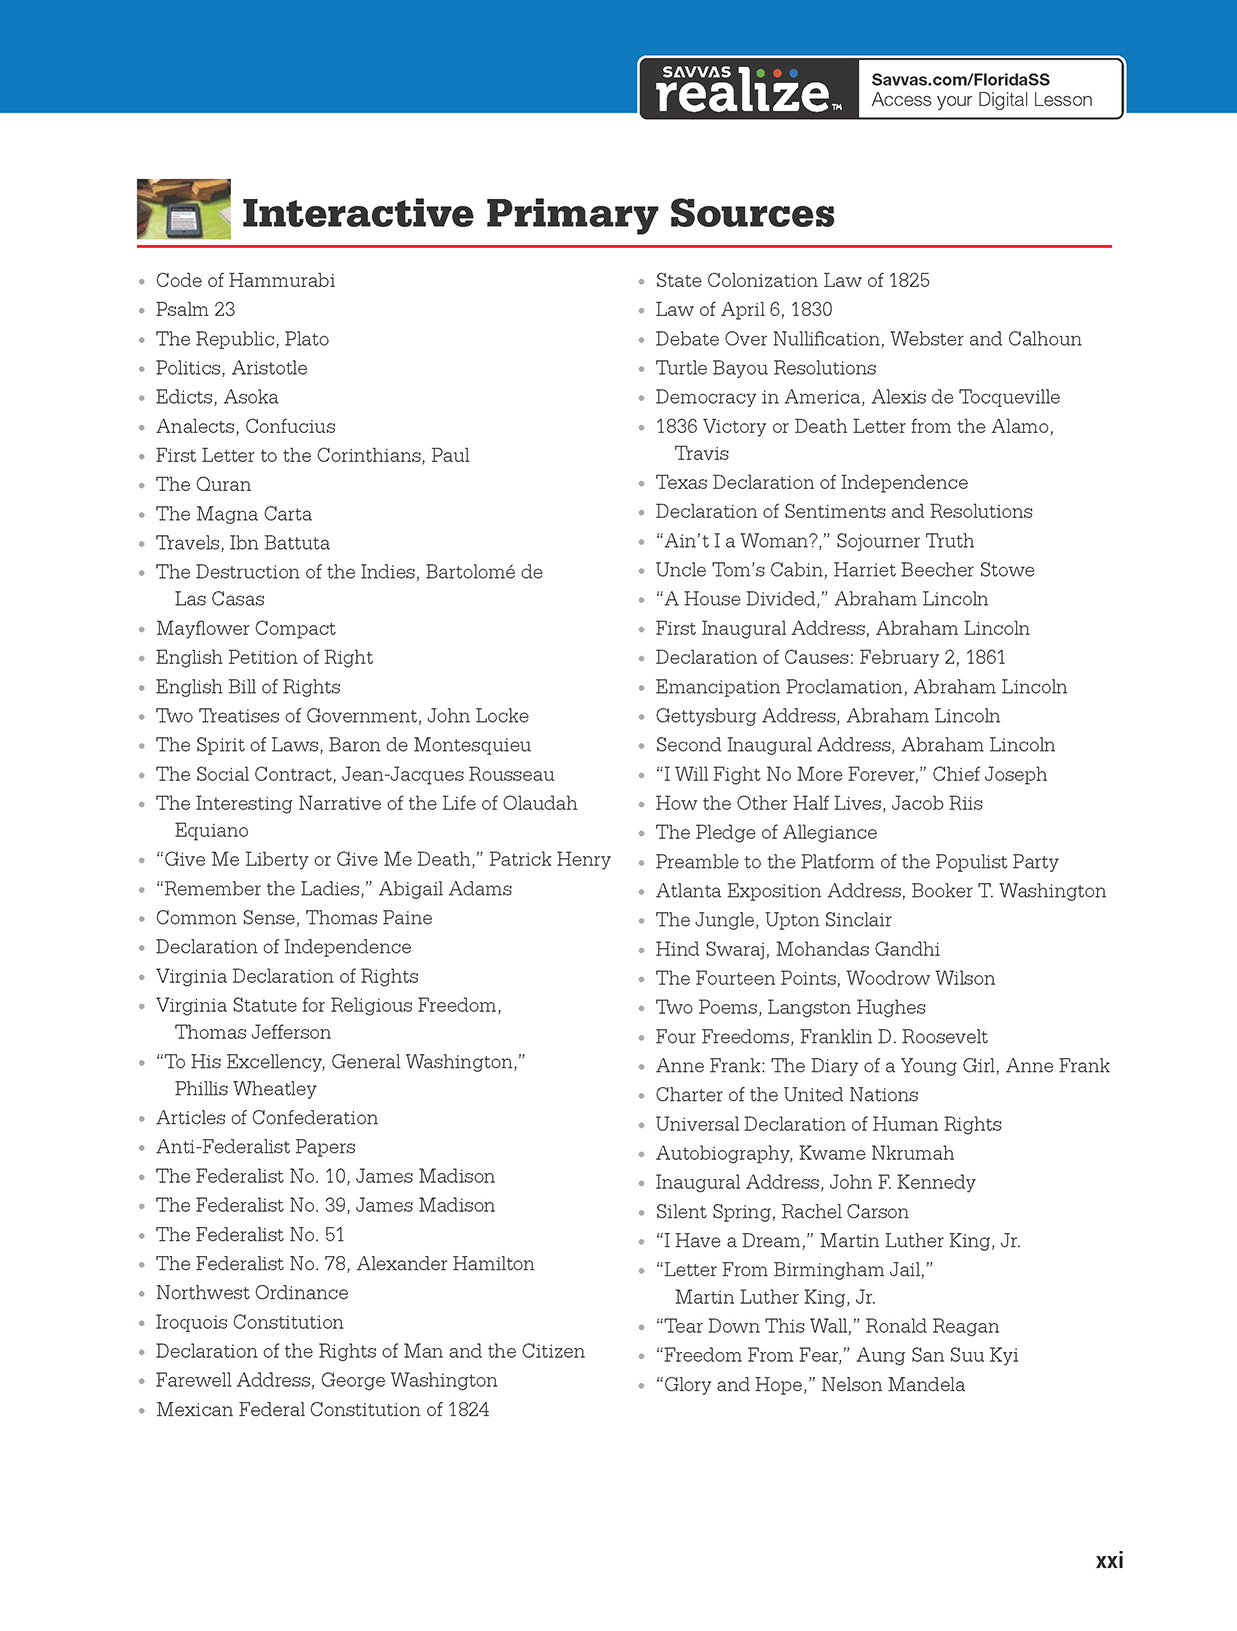 SAVVAS
realize™
Savvas.com/FloridaSS
Access your Digital Lesson
Interactive Primary Sources
• Code of Hammurabi
• Psalm 23
• The Republic, Plato
• Politics, Aristotle
• Edicts, Asoka
• Analects, Confucius
• First Letter to the Corinthians, Paul
• The Quran
• The Magna Carta
• Travels, Ibn Battuta
• The Destruction of the Indies, Bartolomé de
Las Casas
• Mayflower Compact
• English Petition of Right
• English Bill of Rights
• Two Treatises of Government, John Locke
• The Spirit of Laws, Baron de Montesquieu
• The Social Contract, Jean-Jacques Rousseau
• The Interesting Narrative of the Life of Olaudah
Equiano
• “Give Me Liberty or Give Me Death,” Patrick Henry
• “Remember the Ladies,” Abigail Adams
• Common Sense, Thomas Paine
• Declaration of Independence
• Virginia Declaration of Rights
• Virginia Statute for Religious Freedom,
Thomas Jefferson
• “To His Excellency, General Washington,”
Phillis Wheatley
• Articles of Confederation
• Anti-Federalist Papers
• The Federalist No. 10, James Madison
• The Federalist No. 39, James Madison
• The Federalist No. 51
• The Federalist No. 78, Alexander Hamilton
• Northwest Ordinance
• Iroquois Constitution
• Declaration of the Rights of Man and the Citizen
• Farewell Address, George Washington
• Mexican Federal Constitution of 1824
• State Colonization Law of 1825
• Law of April 6, 1830
• Debate Over Nullification, Webster and Calhoun
• Turtle Bayou Resolutions
• Democracy in America, Alexis de Tocqueville
• 1836 Victory or Death Letter from the Alamo,
Travis
• Texas Declaration of Independence
• Declaration of Sentiments and Resolutions
• “Ain’t I a Woman?,” Sojourner Truth
• Uncle Tom’s Cabin, Harriet Beecher Stowe
• “A House Divided,” Abraham Lincoln
• First Inaugural Address, Abraham Lincoln
• Declaration of Causes: February 2, 1861
• Emancipation Proclamation, Abraham Lincoln
• Gettysburg Address, Abraham Lincoln
• Second Inaugural Address, Abraham Lincoln
• “I Will Fight No More Forever,” Chief Joseph
• How the Other Half Lives, Jacob Riis
• The Pledge of Allegiance
• Preamble to the Platform of the Populist Party
• Atlanta Exposition Address, Booker T. Washington
• The Jungle, Upton Sinclair
• Hind Swaraj, Mohandas Gandhi
• The Fourteen Points, Woodrow Wilson
• Two Poems, Langston Hughes
• Four Freedoms, Franklin D. Roosevelt
• Anne Frank: The Diary of a Young Girl, Anne Frank
• Charter of the United Nations
• Universal Declaration of Human Rights
• Autobiography, Kwame Nkrumah
• Inaugural Address, John F. Kennedy
• Silent Spring, Rachel Carson
• “I Have a Dream,” Martin Luther King, Jr.
• “Letter From Birmingham Jail,”
Martin Luther King, Jr.
• “Tear Down This Wall,” Ronald Reagan
• “Freedom From Fear,” Aung San Suu Kyi
• “Glory and Hope,” Nelson Mandela
xxi